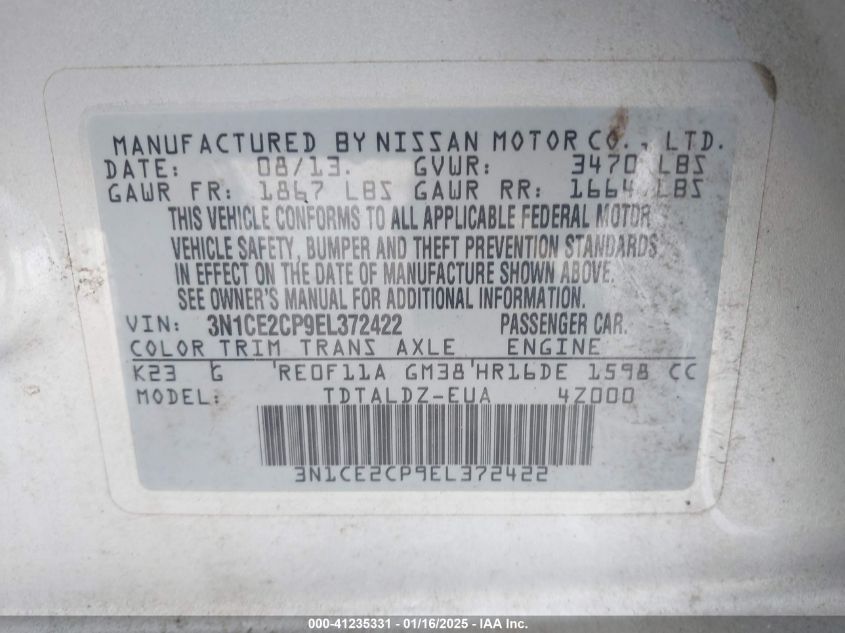 MANUFACTURED BY NISSAN MOTOR CO., LTD.
DATE: 08/13. GVWR: 3470 LBS
GAWR FR: 1867 LBS GAWR RR: 1664 LBS
THIS VEHICLE CONFORMS TO ALL APPLICABLE FEDERAL MOTOR
VEHICLE SAFETY, BUMPER AND THEFT PREVENTION STANDARDS
IN EFFECT ON THE DATE OF MANUFACTURE SHOWN ABOVE.
SEE OWNER'S MANUAL FOR ADDITIONAL INFORMATION.
VIN: 3N1CE2CP9EL372422 PASSENGER CAR.
COLOR TRIM TRANS AXLE ENGINE
K23 G RE0F11A GM38 HR16DE 1598 CC
MODEL: TDTALDZ-EUA 4Z000
3N1CE2CP9EL372422
000-41235331 - 01/16/2025 - IAA Inc.